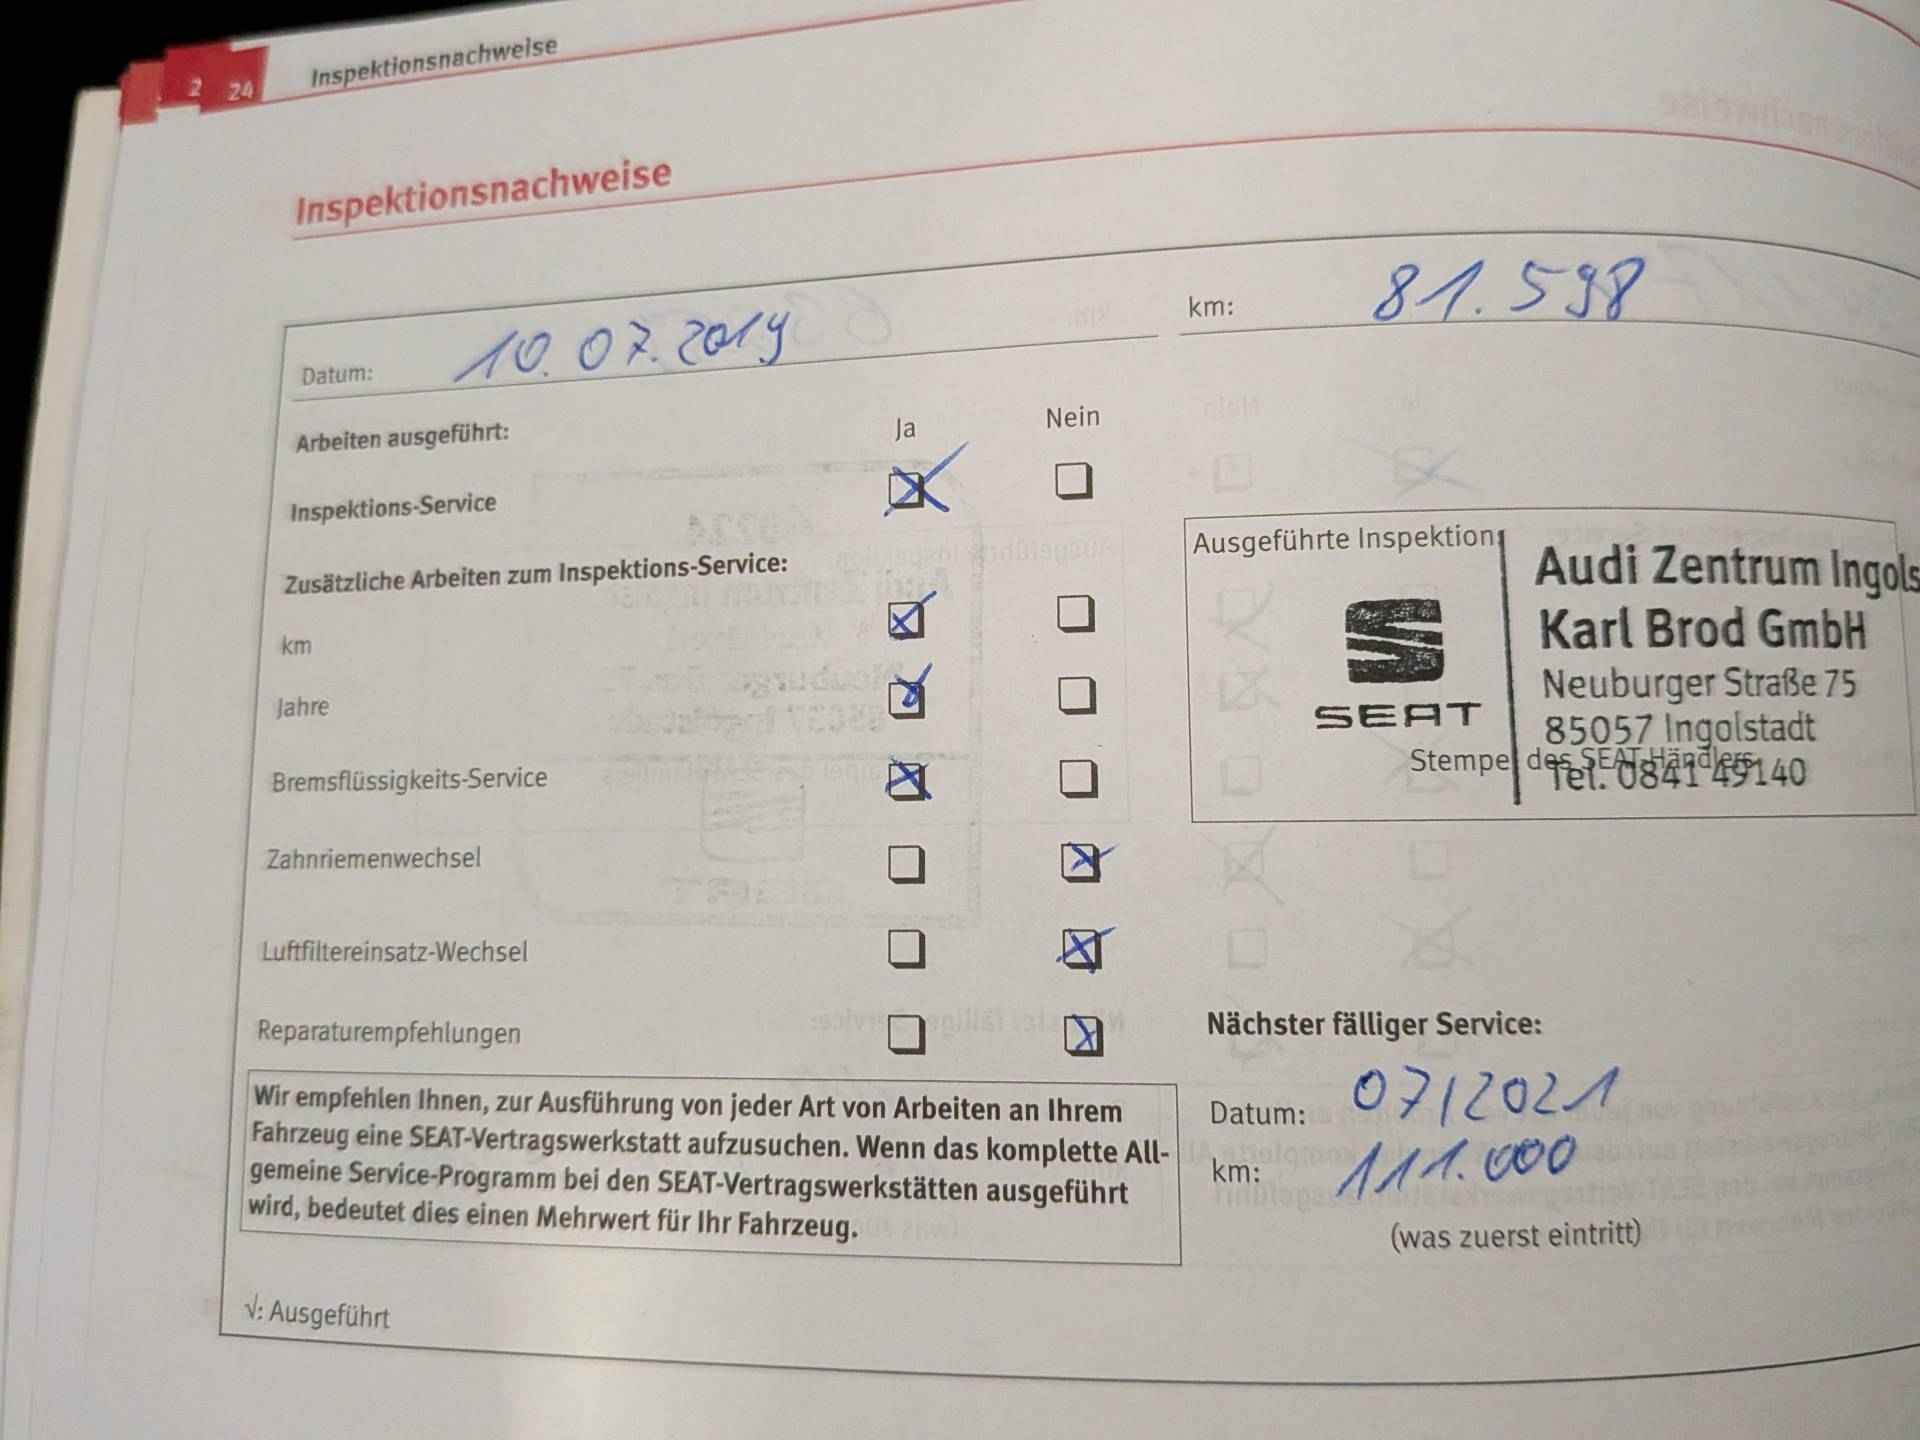 2 24 Inspektionsnachweise
Inspektionsnachweise
Datum: 10.07.2019 km: 81.598
Arbeiten ausgeführt: Ja Nein
Inspektions-Service
Zusätzliche Arbeiten zum Inspektions-Service:
km
Jahre
Bremsflüssigkeits-Service
Zahnriemenwechsel
Luftfiltereinsatz-Wechsel
Reparaturempfehlungen
Wir empfehlen Ihnen, zur Ausführung von jeder Art von Arbeiten an Ihrem
Fahrzeug eine SEAT-Vertragswerkstatt aufzusuchen. Wenn das komplette All-
gemeine Service-Programm bei den SEAT-Vertragswerkstätten ausgeführt
wird, bedeutet dies einen Mehrwert für Ihr Fahrzeug.
√: Ausgeführt
Ausgeführte Inspektion
SEAT
Audi Zentrum Ingols
Karl Brod GmbH
Neuburger Straße 75
85057 Ingolstadt
Tel. 0841 49140
Stempel des SEAT-Händlers
Nächster fälliger Service:
Datum: 07/2021
km: 111.000
(was zuerst eintritt)